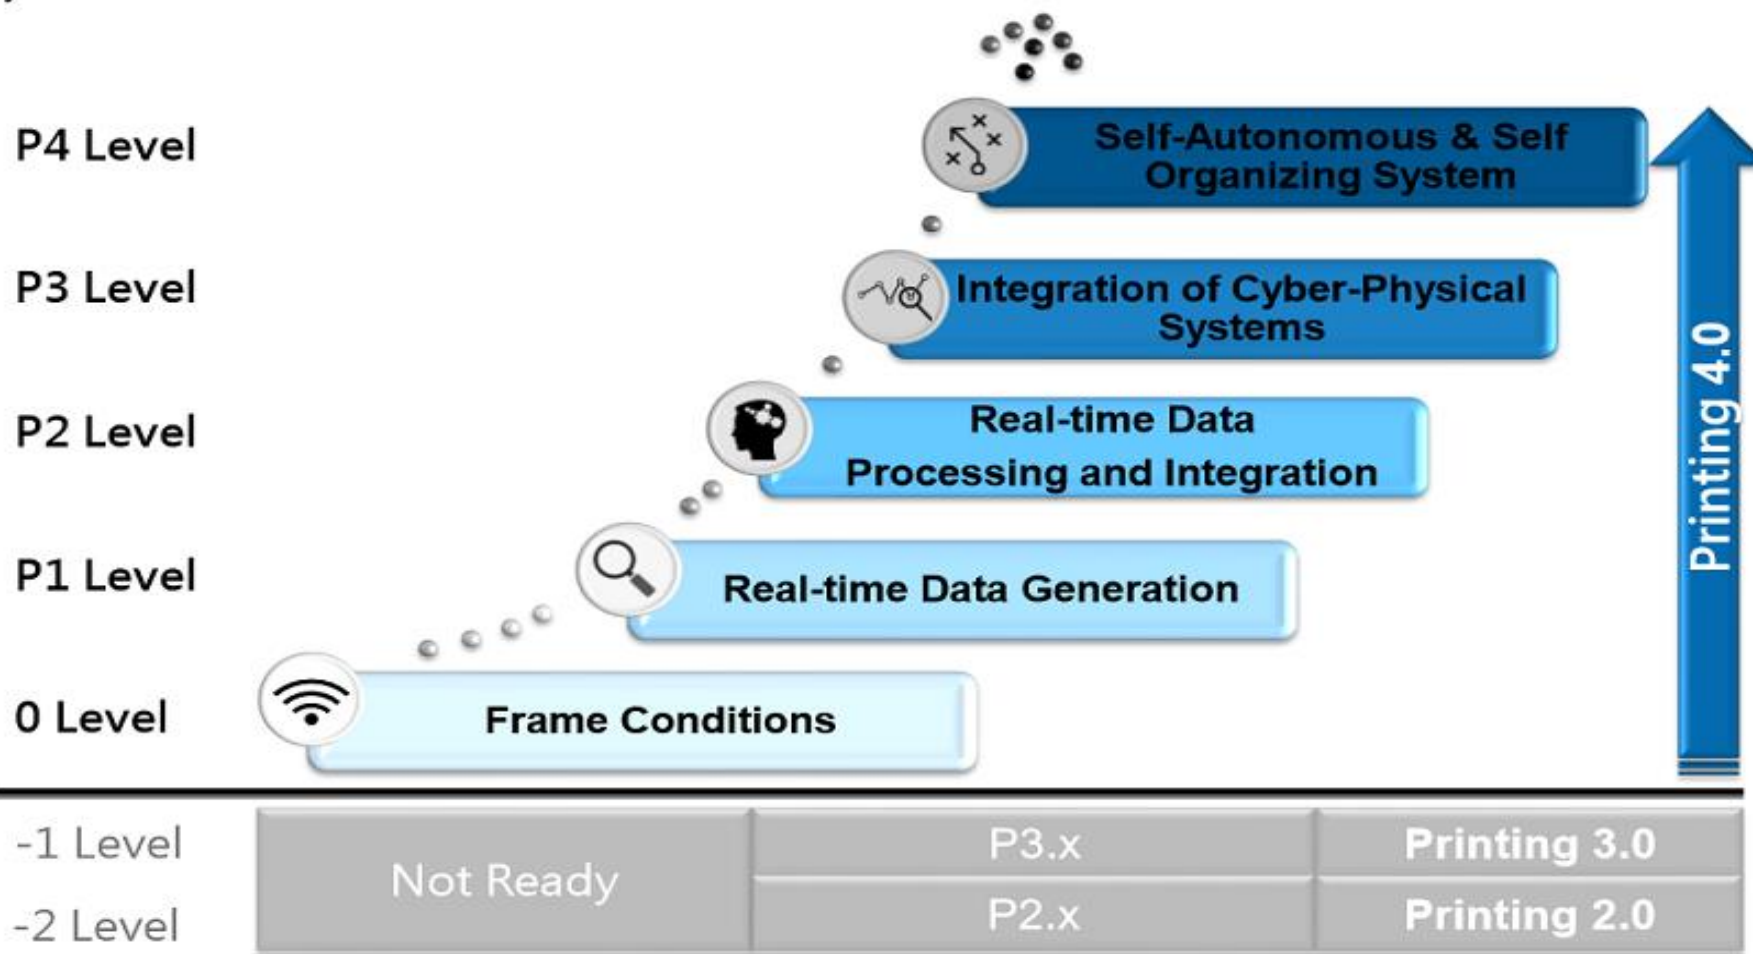 P4 Level
Self-Autonomous & Self
Organizing System
P3 Level
Integration of Cyber-Physical
Systems
P2 Level
Real-time Data
Processing and Integration
P1 Level
Real-time Data Generation
0 Level
Frame Conditions
Printing 4.0
-1 Level
Not Ready
P3.x
Printing 3.0
-2 Level
P2.x
Printing 2.0